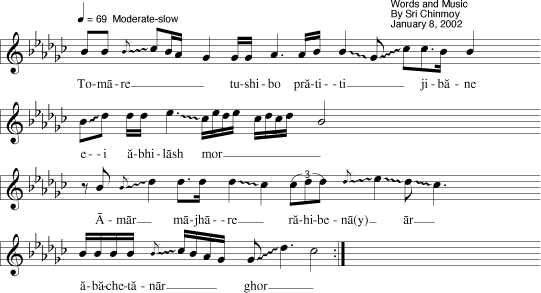 Words and Music
♩ = 69 Moderate-slow By Sri Chinmoy
January 8, 2002
To-mā-re tu-shi-bo prā-ti--ti ji-bā-ne
e--i ā-bhi-lāsh mor
3
Ā-mār mā-jhā--re rā-hi-be-nā(y) ār
ā-bā-che-tā-nār ghor